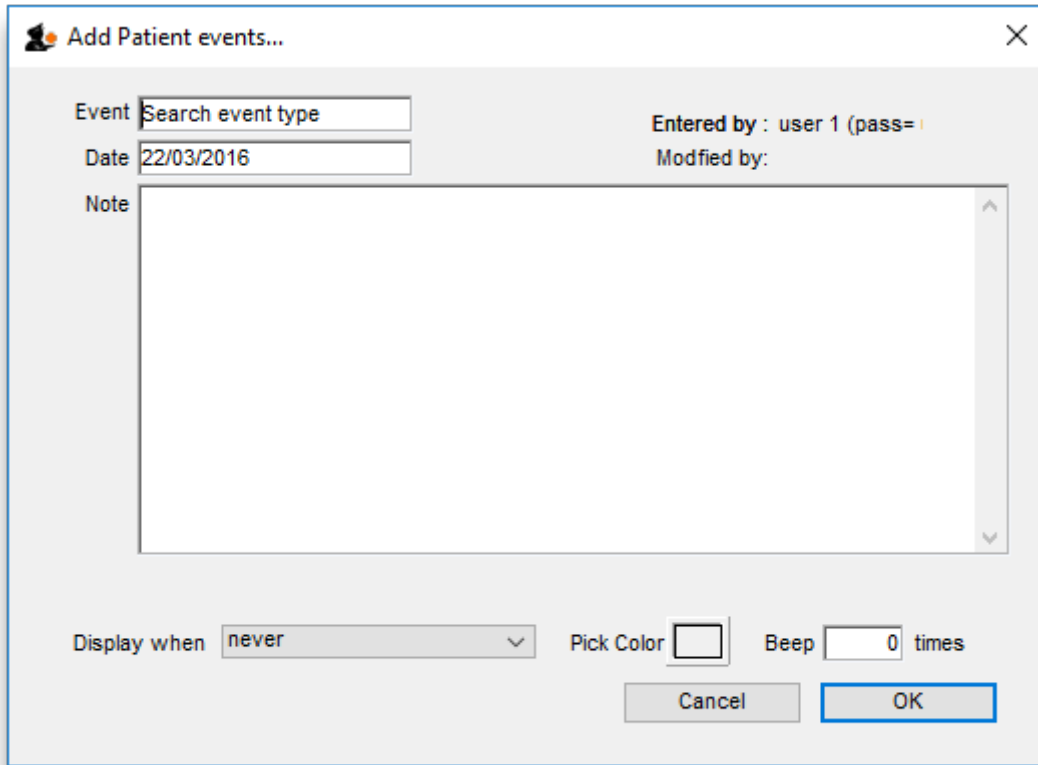 Add Patient events...
Event Search event type
Entered by : user 1 (pass=
Date 22/03/2016
Modfied by:
Note
Display when never Pick Color Beep 0 times
Cancel OK